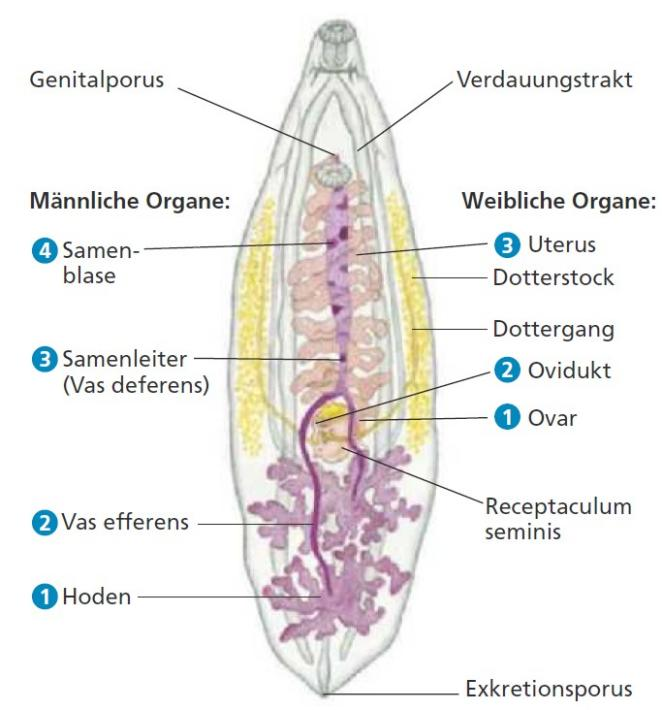 Genitalporus
Verdauungstrakt
Männliche Organe:
Weibliche Organe:
4 Samen-
blase
3 Uterus
Dotterstock
Dottergang
3 Samenleiter
(Vas deferens)
2 Ovidukt
1 Ovar
Receptaculum
seminis
2 Vas efferens
1 Hoden
Exkretionsporus